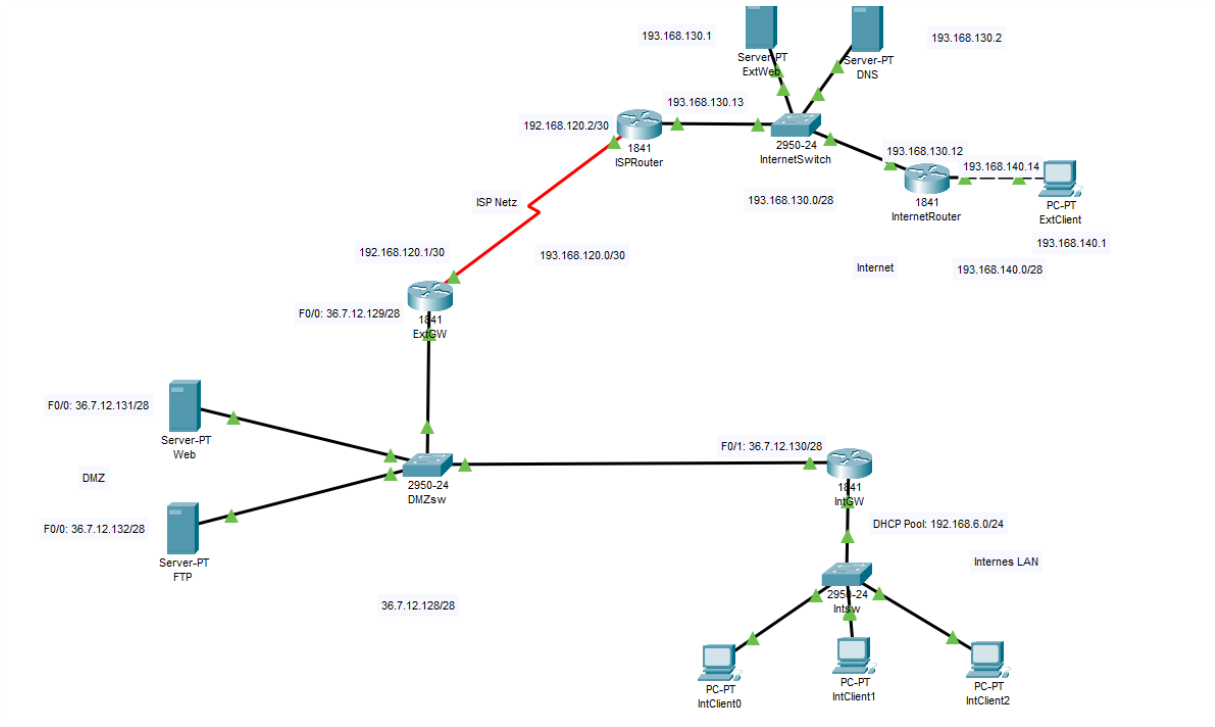 193.168.130.1
193.168.130.2
Server-PT
ExtWeb
Server-PT
DNS
193.168.130.13
192.168.120.2/30
1841
ISPRouter
2950-24
InternetSwitch
193.168.130.12
193.168.140.14
1841
InternetRouter
PC-PT
ExtClient
193.168.130.0/28
ISP Netz
193.168.140.1
192.168.120.1/30
193.168.120.0/30
Internet
193.168.140.0/28
F0/0: 36.7.12.129/28
1841
ExtGW
F0/0: 36.7.12.131/28
Server-PT
Web
F0/1: 36.7.12.130/28
DMZ
2950-24
DMZsw
1841
IntGW
F0/0: 36.7.12.132/28
DHCP Pool: 192.168.6.0/24
Server-PT
FTP
Internes LAN
36.7.12.128/28
2950-24
Intsw
PC-PT
IntClient0
PC-PT
IntClient1
PC-PT
IntClient2